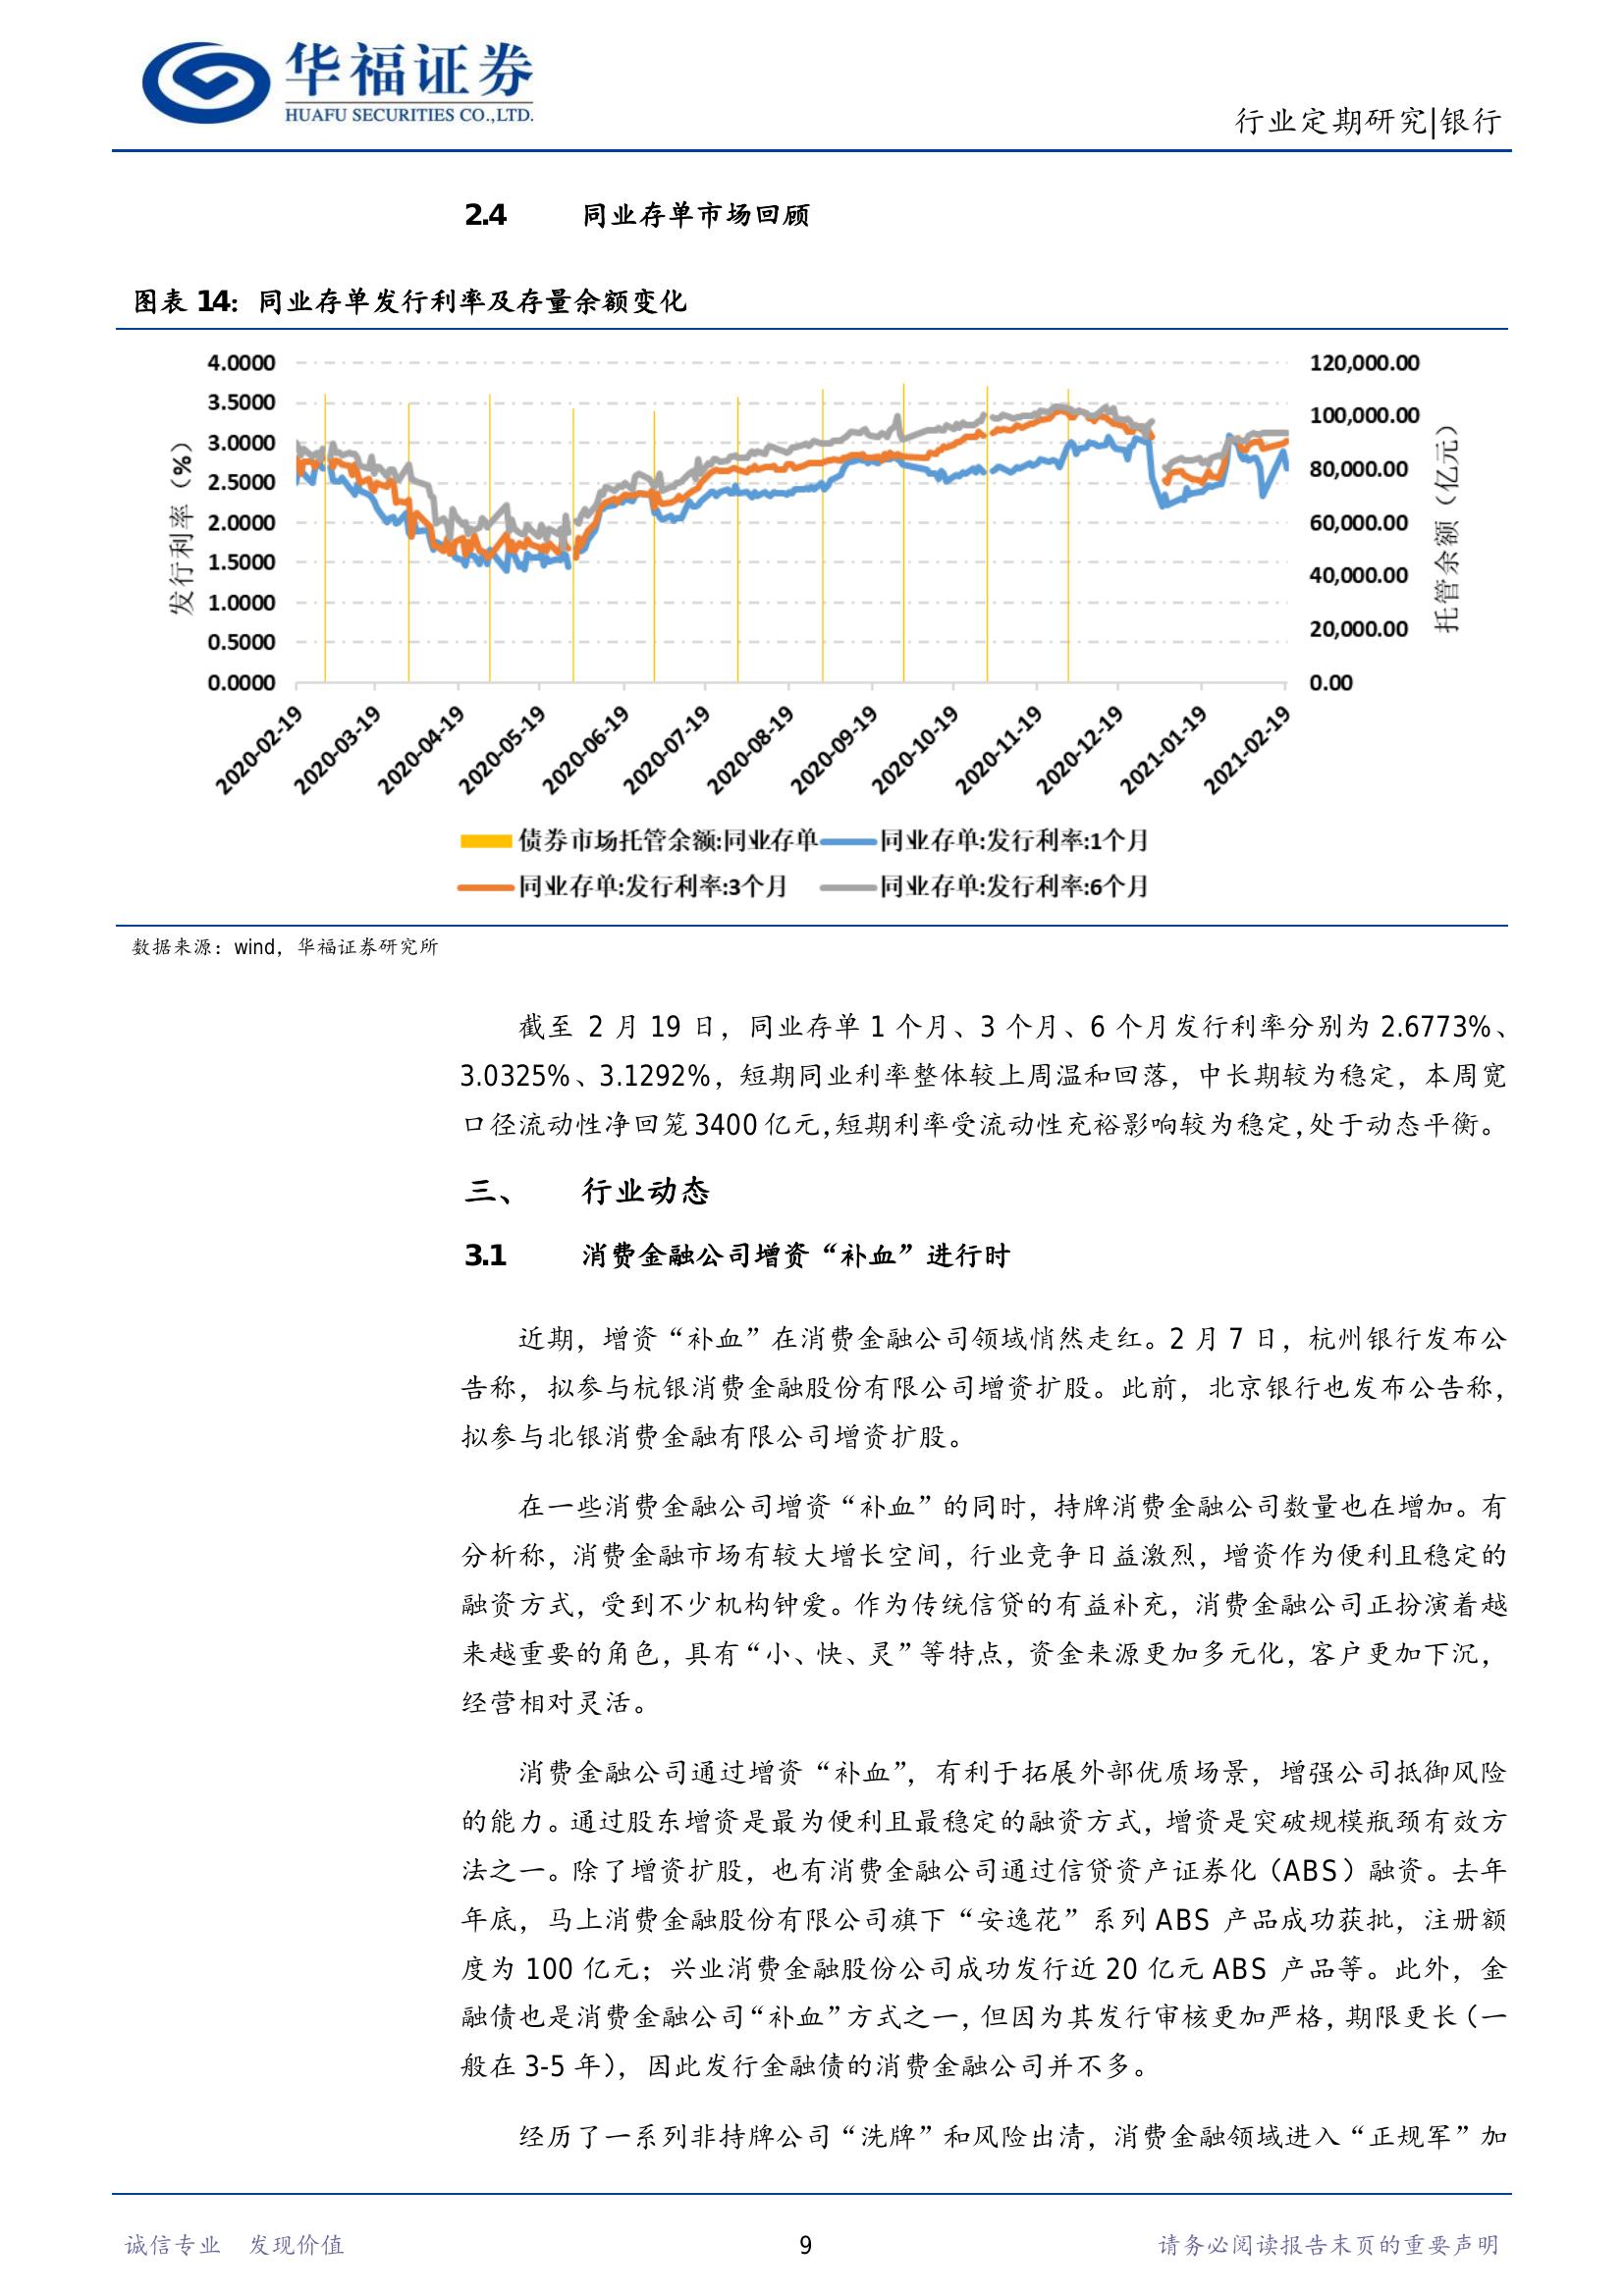 华福证券
HUAFU SECURITIES CO.,LTD.
行业定期研究|银行
2.4 同业存单市场回顾
图表 14：同业存单发行利率及存量余额变化
4.0000
3.5000
3.0000
2.5000
2.0000
1.5000
1.0000
0.5000
0.0000
发行利率（%）
120,000.00
100,000.00
80,000.00
60,000.00
40,000.00
20,000.00
0.00
托管余额（亿元）
2020-02-19
2020-03-19
2020-04-19
2020-05-19
2020-06-19
2020-07-19
2020-08-19
2020-09-19
2020-10-19
2020-11-19
2020-12-19
2021-01-19
2021-02-19
债券市场托管余额:同业存单 同业存单:发行利率:1个月
同业存单:发行利率:3个月 同业存单:发行利率:6个月
数据来源：wind，华福证券研究所
截至 2 月 19 日，同业存单 1 个月、3 个月、6 个月发行利率分别为 2.6773%、
3.0325%、3.1292%，短期同业利率整体较上周温和回落，中长期较为稳定，本周宽
口径流动性净回笼 3400 亿元，短期利率受流动性充裕影响较为稳定，处于动态平衡。
三、 行业动态
3.1 消费金融公司增资“补血”进行时
近期，增资“补血”在消费金融公司领域悄然走红。2 月 7 日，杭州银行发布公
告称，拟参与杭银消费金融股份有限公司增资扩股。此前，北京银行也发布公告称，
拟参与北银消费金融有限公司增资扩股。
在一些消费金融公司增资“补血”的同时，持牌消费金融公司数量也在增加。有
分析称，消费金融市场有较大增长空间，行业竞争日益激烈，增资作为便利且稳定的
融资方式，受到不少机构钟爱。作为传统信贷的有益补充，消费金融公司正扮演着越
来越重要的角色，具有“小、快、灵”等特点，资金来源更加多元化，客户更加下沉，
经营相对灵活。
消费金融公司通过增资“补血”，有利于拓展外部优质场景，增强公司抵御风险
的能力。通过股东增资是最为便利且最稳定的融资方式，增资是突破规模瓶颈有效方
法之一。除了增资扩股，也有消费金融公司通过信贷资产证券化（ABS）融资。去年
年底，马上消费金融股份有限公司旗下“安逸花”系列 ABS 产品成功获批，注册额
度为 100 亿元；兴业消费金融股份公司成功发行近 20 亿元 ABS 产品等。此外，金
融债也是消费金融公司“补血”方式之一，但因为其发行审核更加严格，期限更长（一
般在 3-5 年），因此发行金融债的消费金融公司并不多。
经历了一系列非持牌公司“洗牌”和风险出清，消费金融领域进入“正规军”加
诚信专业 发现价值
9
请务必阅读报告末页的重要声明